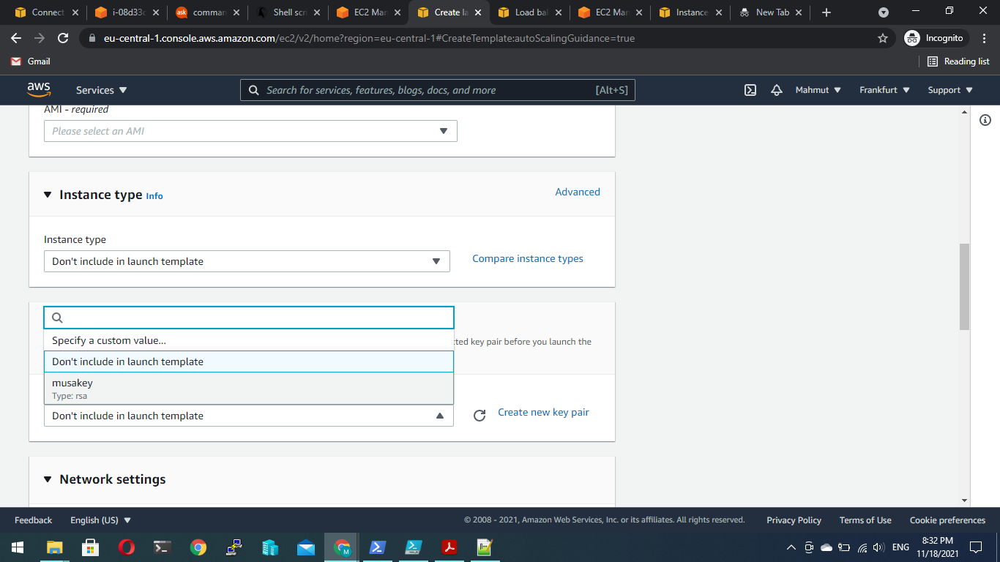 Connect
i-08d33c
ask
comman
Shell scr
EC2 Man
Create la
Load bal
EC2 Man
Instance
New Tab
eu-central-1.console.aws.amazon.com/ec2/v2/home?region=eu-central-1#CreateTemplate:autoScalingGuidance=true
Incognito
Gmail
Reading list
aws
Services
Search for services, features, blogs, docs, and more
[Alt+S]
Mahmut
Frankfurt
Support
AMI - required
Please select an AMI
Instance type Info
Advanced
Instance type
Don't include in launch template
Compare instance types
Specify a custom value...
cted key pair before you launch the
Don't include in launch template
musakey
Type: rsa
Don't include in launch template
Create new key pair
Network settings
Feedback
English (US)
© 2008 - 2021, Amazon Web Services, Inc. or its affiliates. All rights reserved.
Privacy Policy
Terms of Use
Cookie preferences
M
ENG
8:32 PM
11/18/2021